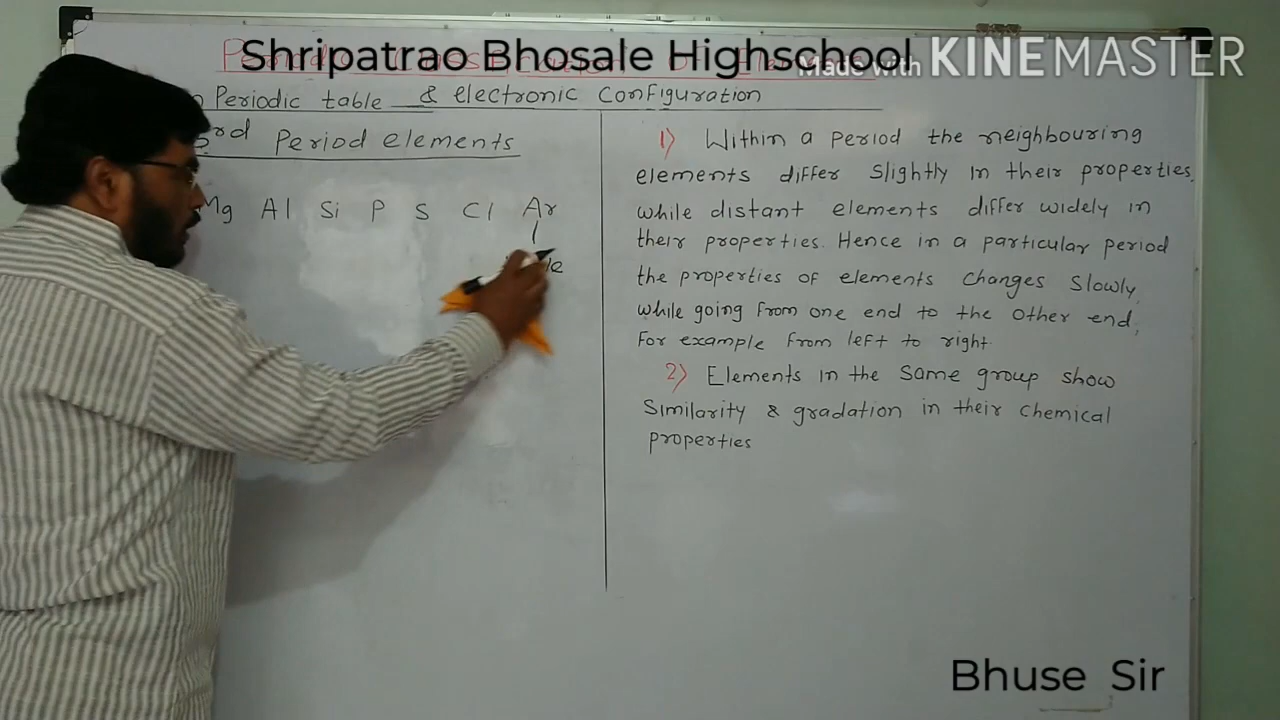 Shripatrao Bhosale Highschool
Made with KINEMASTER
Periodic table & electronic configuration
rd Period elements
Mg Al Si P S Cl Ar
1) Within a period the neighbouring
elements differ slightly in their properties
while distant elements differ widely in
their properties. Hence in a particular period
the properties of elements changes slowly
while going from one end to the other end,
for example from left to right
2) Elements in the same group show
similarity & gradation in their chemical
properties
Bhuse Sir